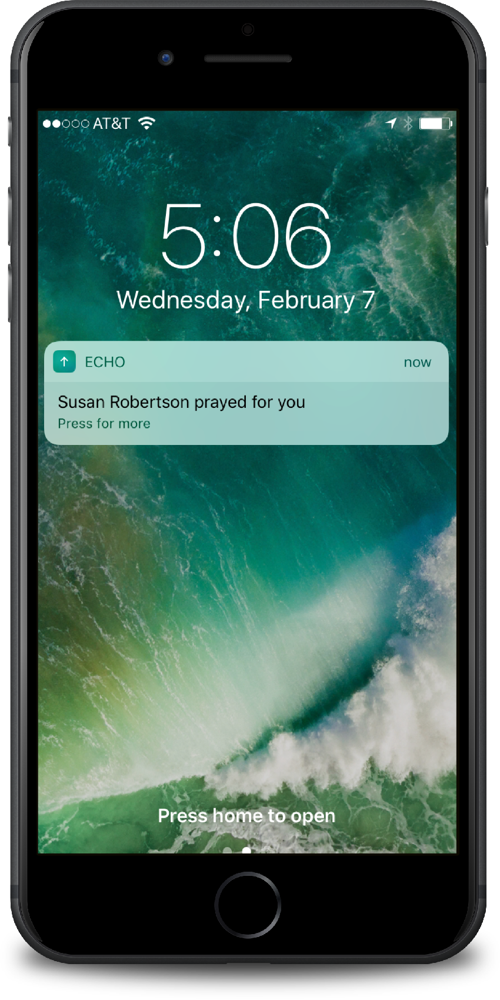 AT&T
5:06
Wednesday, February 7
ECHO now
Susan Robertson prayed for you
Press for more
Press home to open